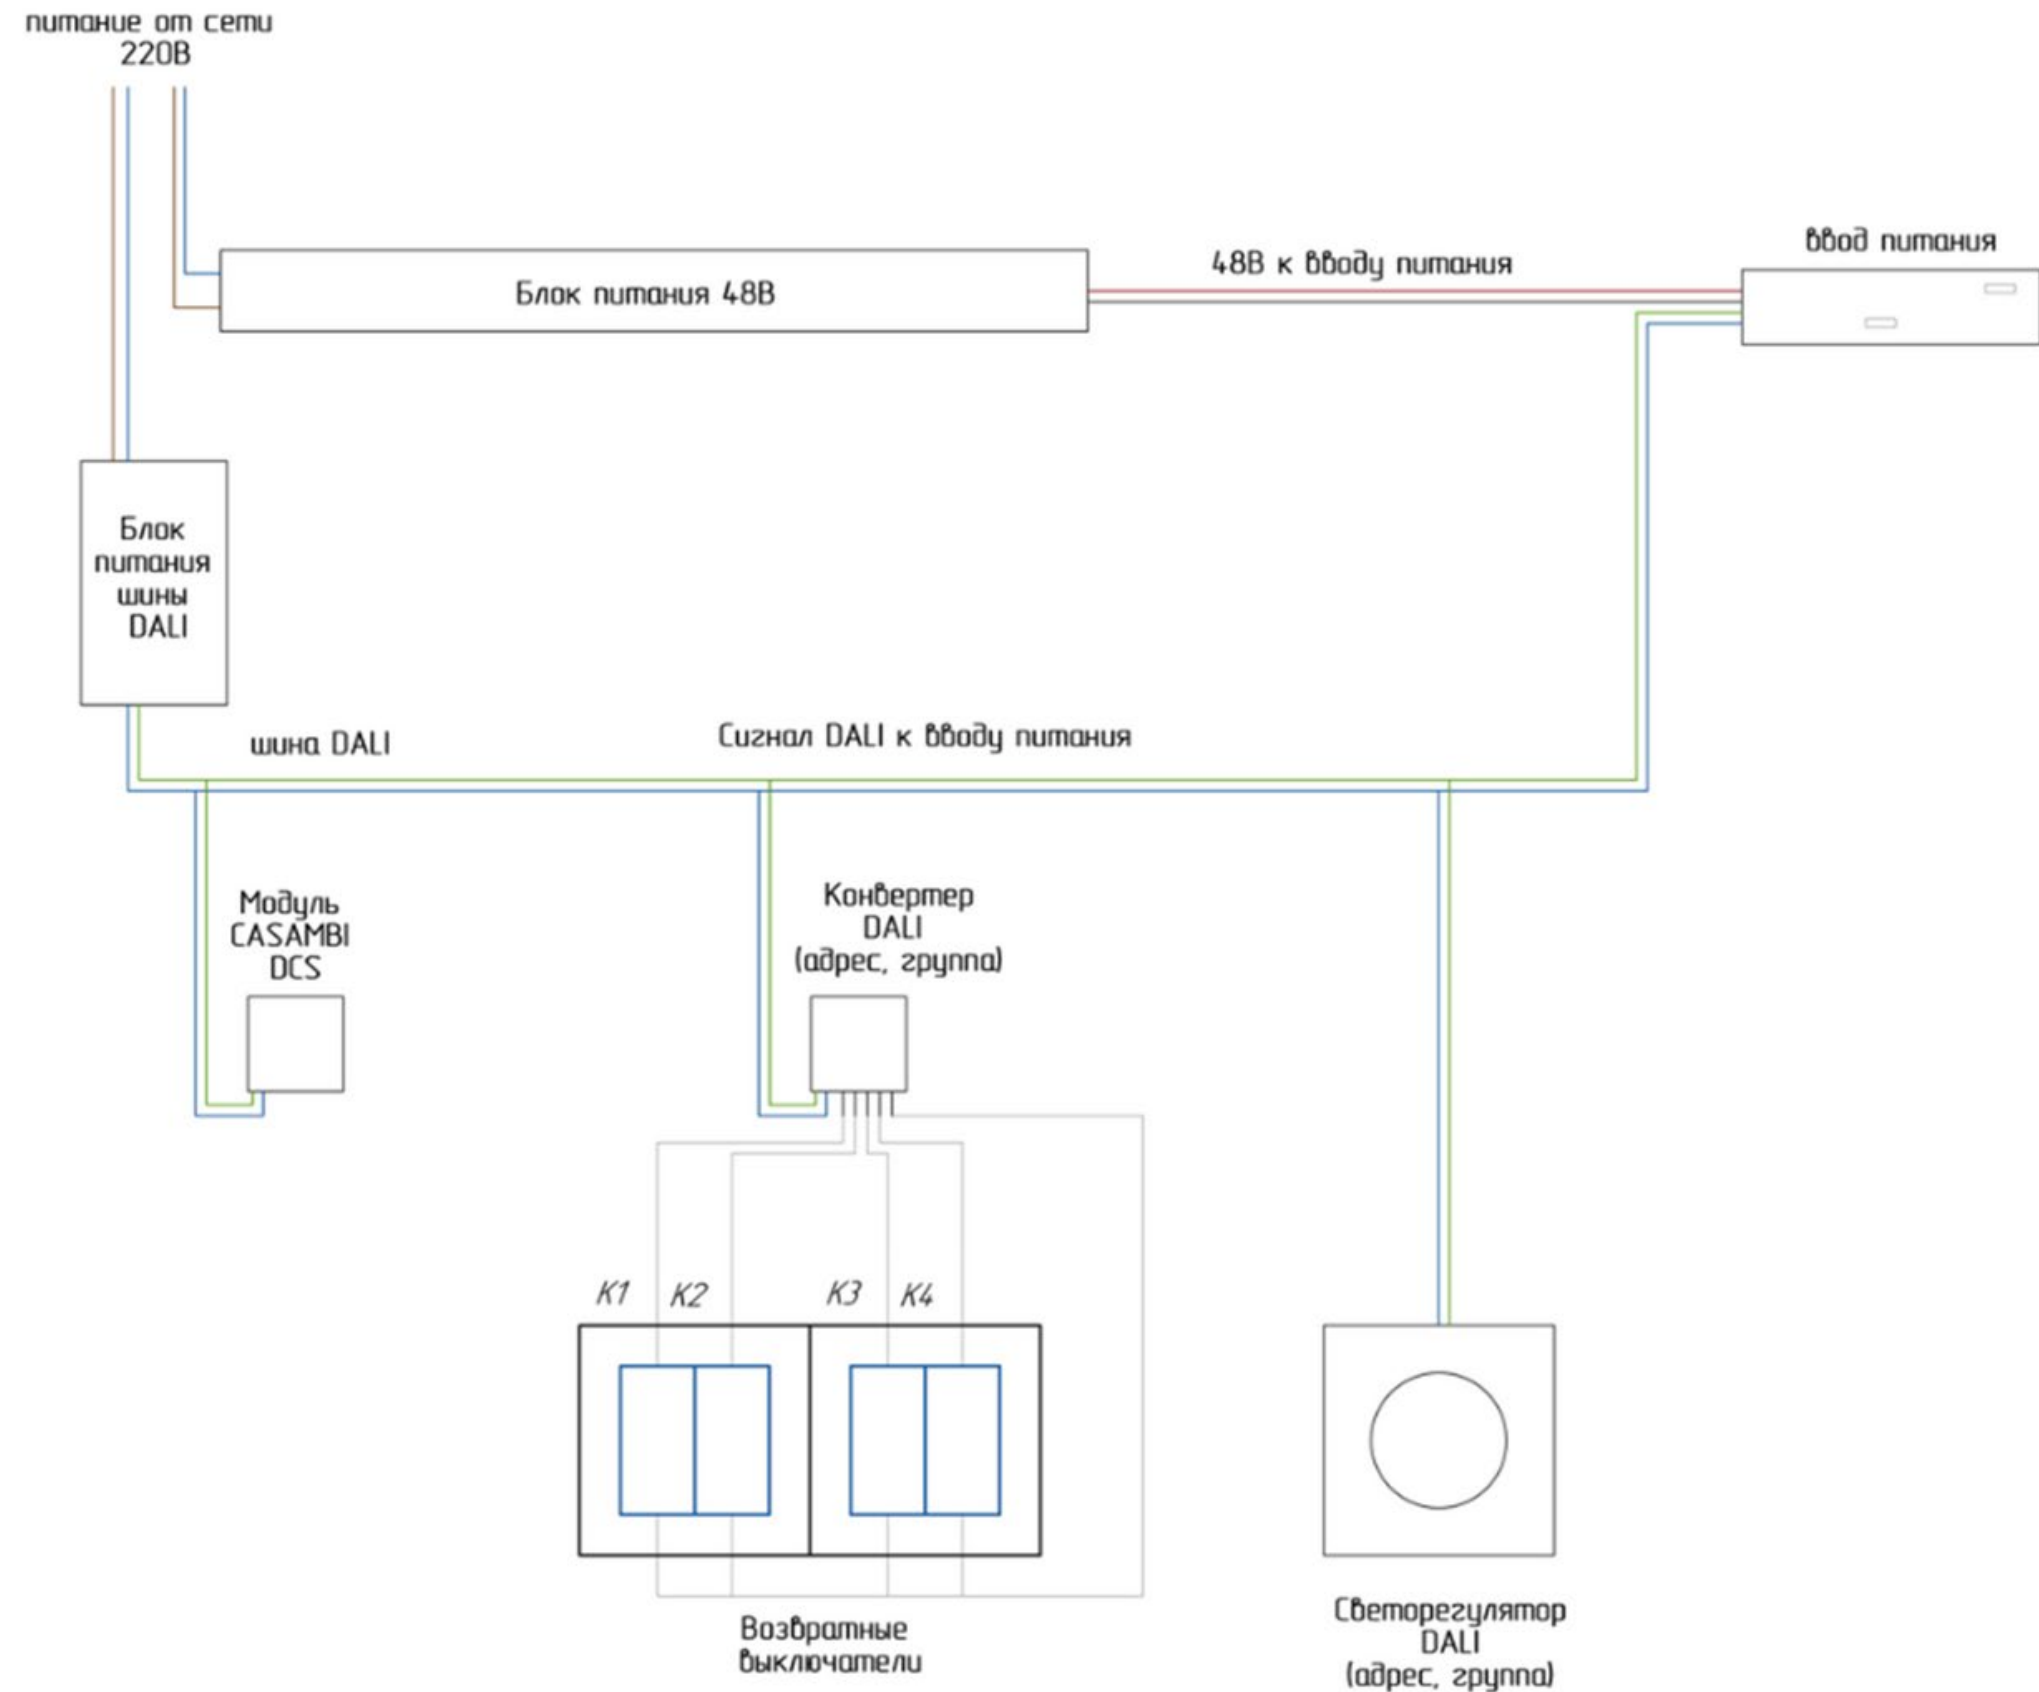 питание от сети
220В
ввод питания
48В к вводу питания
Блок питания 48В
Блок
питания
шины
DALI
шина DALI
Сигнал DALI к вводу питания
Модуль
CASAMBI
DCS
Конвертер
DALI
(адрес, группа)
К1 К2 К3 К4
Возвратные
выключатели
Светорегулятор
DALI
(адрес, группа)